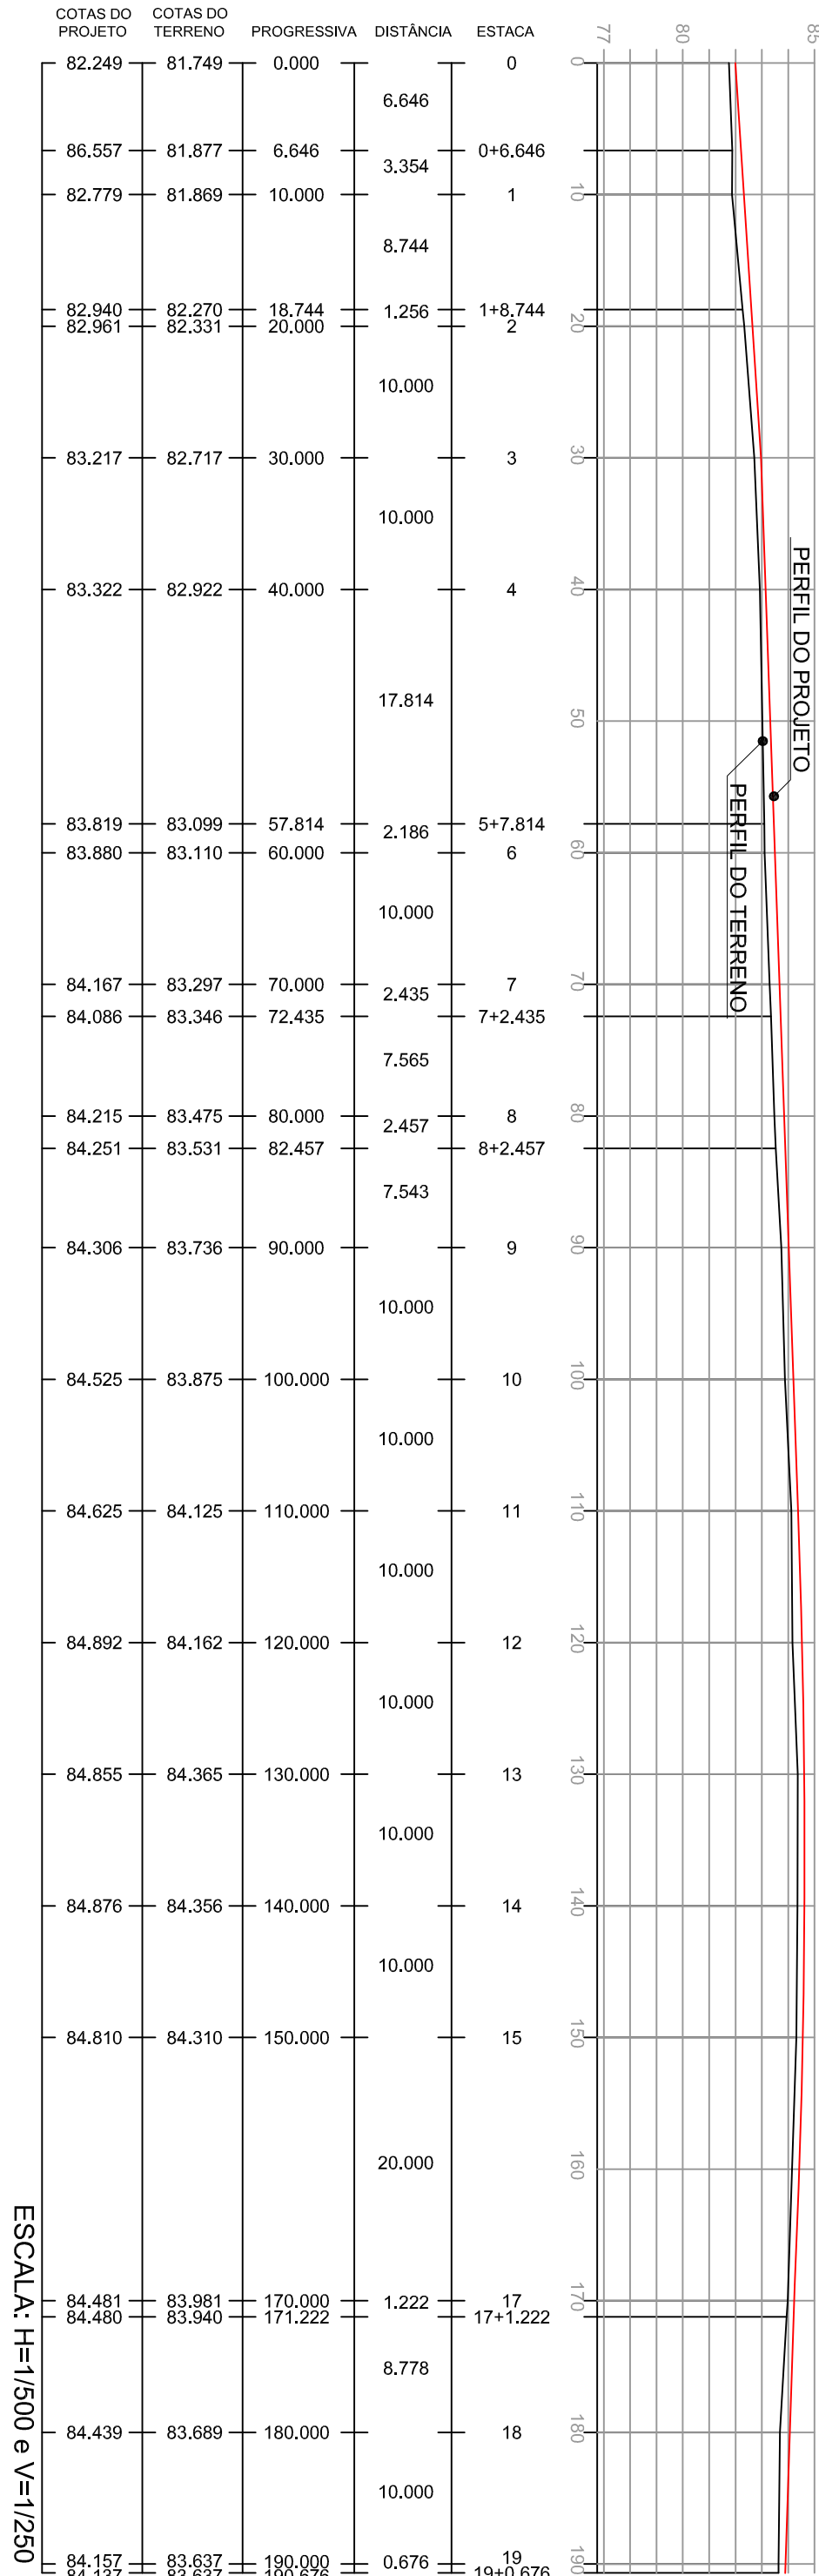 COTAS DO PROJETO COTAS DO TERRENO PROGRESSIVA DISTÂNCIA ESTACA
82.249 81.749 0.000 0
6.646
86.557 81.877 6.646 0+6.646
3.354
82.779 81.869 10.000 1
8.744
82.940 82.270 18.744 1.256 1+8.744
82.961 82.331 20.000 2
10.000
83.217 82.717 30.000 3
10.000
83.322 82.922 40.000 4
17.814
83.819 83.099 57.814 5+7.814
2.186
83.880 83.110 60.000 6
10.000
84.167 83.297 70.000 7
2.435
84.086 83.346 72.435 7+2.435
7.565
84.215 83.475 80.000 8
2.457
84.251 83.531 82.457 8+2.457
7.543
84.306 83.736 90.000 9
10.000
84.525 83.875 100.000 10
10.000
84.625 84.125 110.000 11
10.000
84.892 84.162 120.000 12
10.000
84.855 84.365 130.000 13
10.000
84.876 84.356 140.000 14
10.000
84.810 84.310 150.000 15
20.000
84.481 83.981 170.000 1.222 17
84.480 83.940 171.222 17+1.222
8.778
84.439 83.689 180.000 18
10.000
84.157 83.637 190.000 0.676 19
84.137 83.637 190.676 19+0.676
77 80 85
0
10
20
30
40
50
60
70
80
90
100
110
120
130
140
150
160
170
180
190
PERFIL DO PROJETO
PERFIL DO TERRENO
ESCALA: H=1/500 e V=1/250